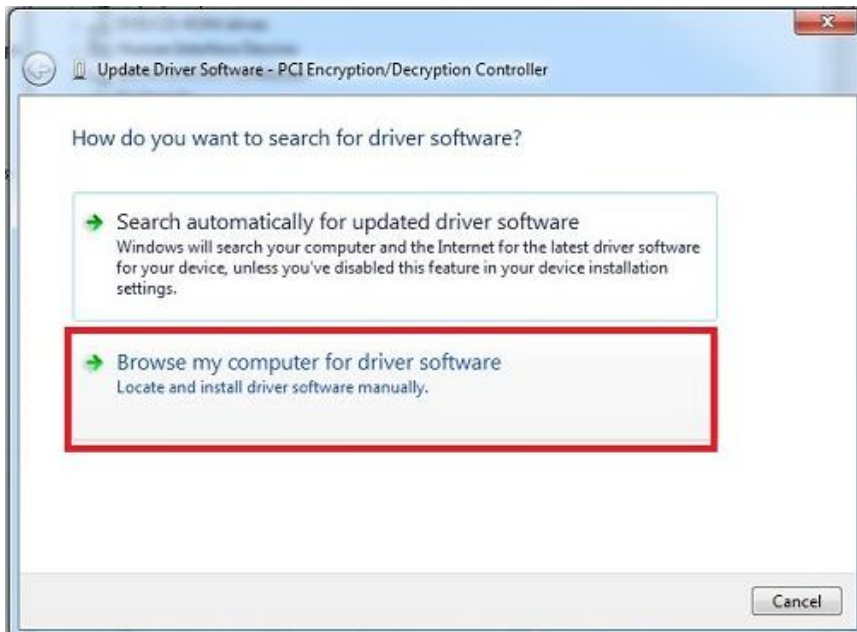 Update Driver Software - PCI Encryption/Decryption Controller
How do you want to search for driver software?
Search automatically for updated driver software
Windows will search your computer and the Internet for the latest driver software
for your device, unless you've disabled this feature in your device installation
settings.
Browse my computer for driver software
Locate and install driver software manually.
Cancel